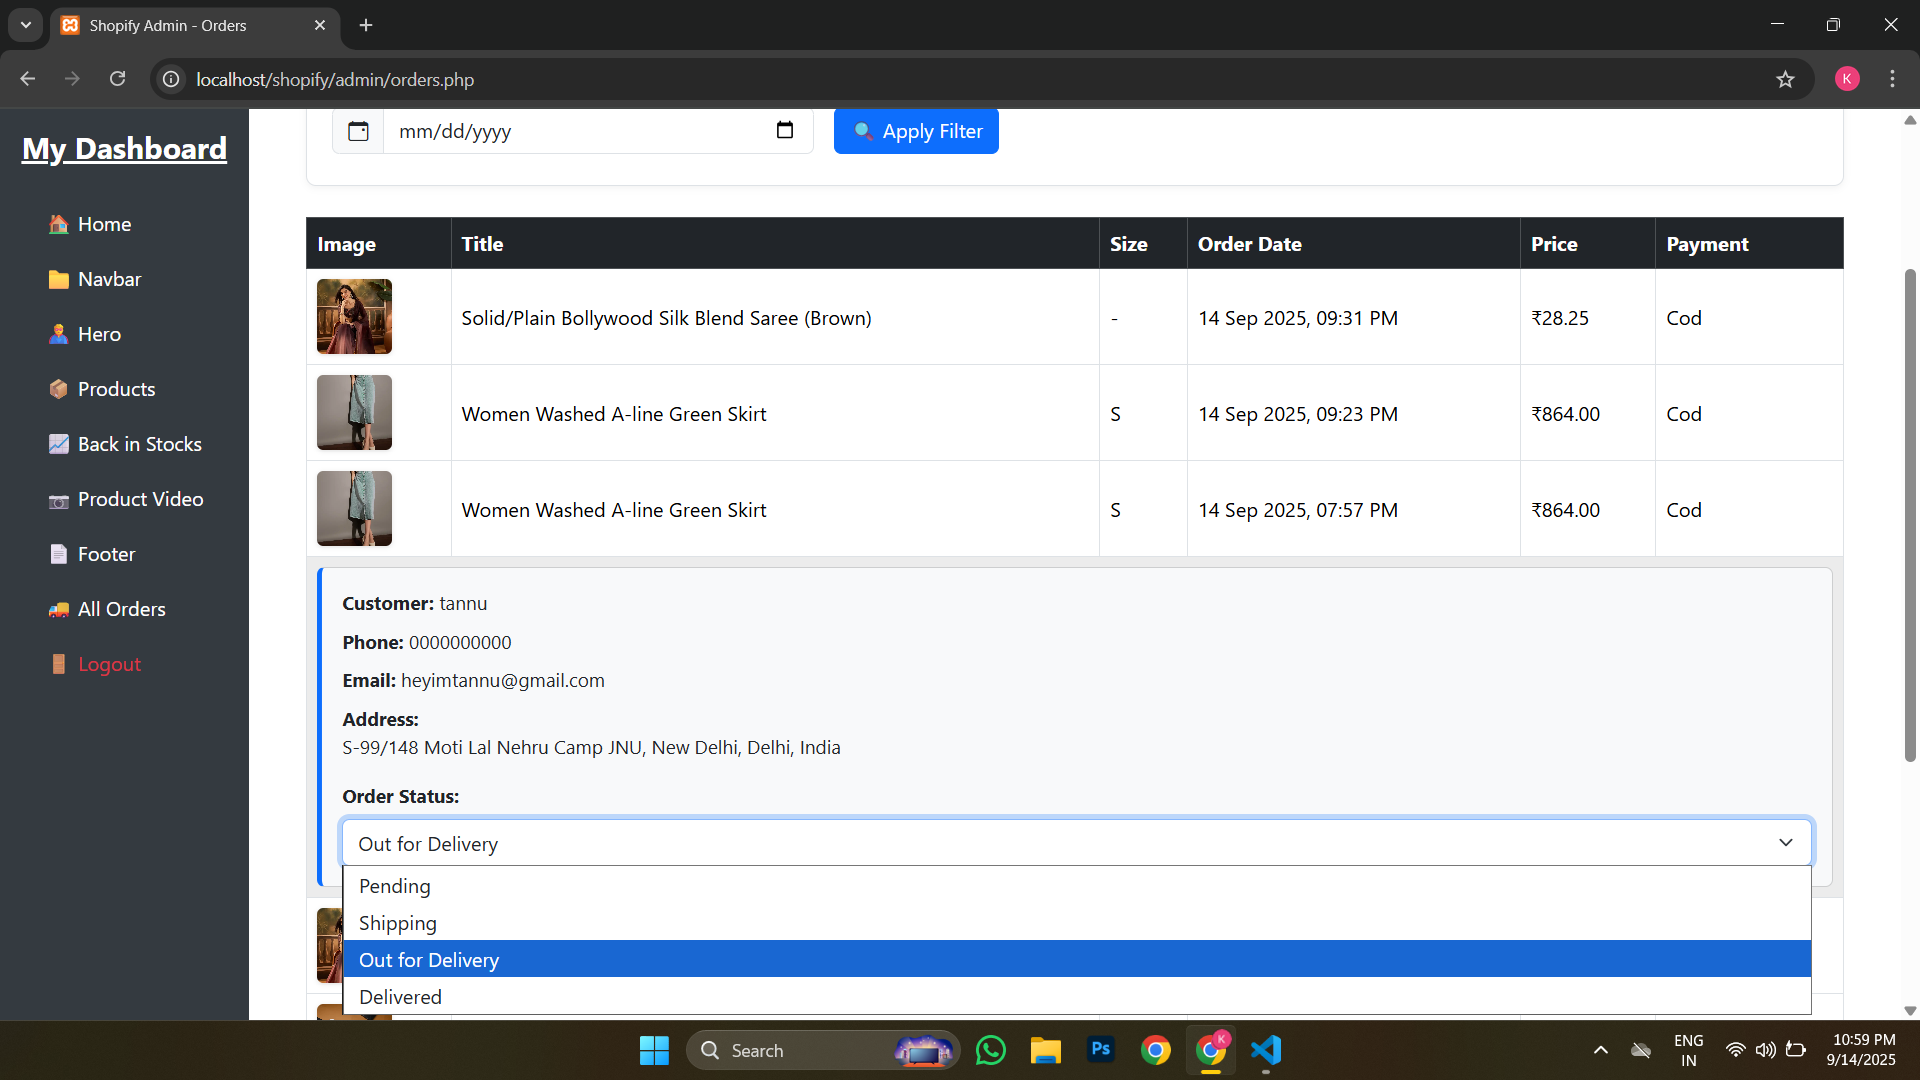 Shopify Admin - Orders
localhost/shopify/admin/orders.php
K
My Dashboard
Home
Navbar
Hero
Products
Back in Stocks
Product Video
Footer
All Orders
Logout
mm/dd/yyyy
Apply Filter
Image Title Size Order Date Price Payment
Solid/Plain Bollywood Silk Blend Saree (Brown) - 14 Sep 2025, 09:31 PM ₹28.25 Cod
Women Washed A-line Green Skirt S 14 Sep 2025, 09:23 PM ₹864.00 Cod
Women Washed A-line Green Skirt S 14 Sep 2025, 07:57 PM ₹864.00 Cod
Customer: tannu
Phone: 0000000000
Email: heyimtannu@gmail.com
Address:
S-99/148 Moti Lal Nehru Camp JNU, New Delhi, Delhi, India
Order Status:
Out for Delivery
Pending
Shipping
Out for Delivery
Delivered
Search
Ps
K
ENG
IN
10:59 PM
9/14/2025